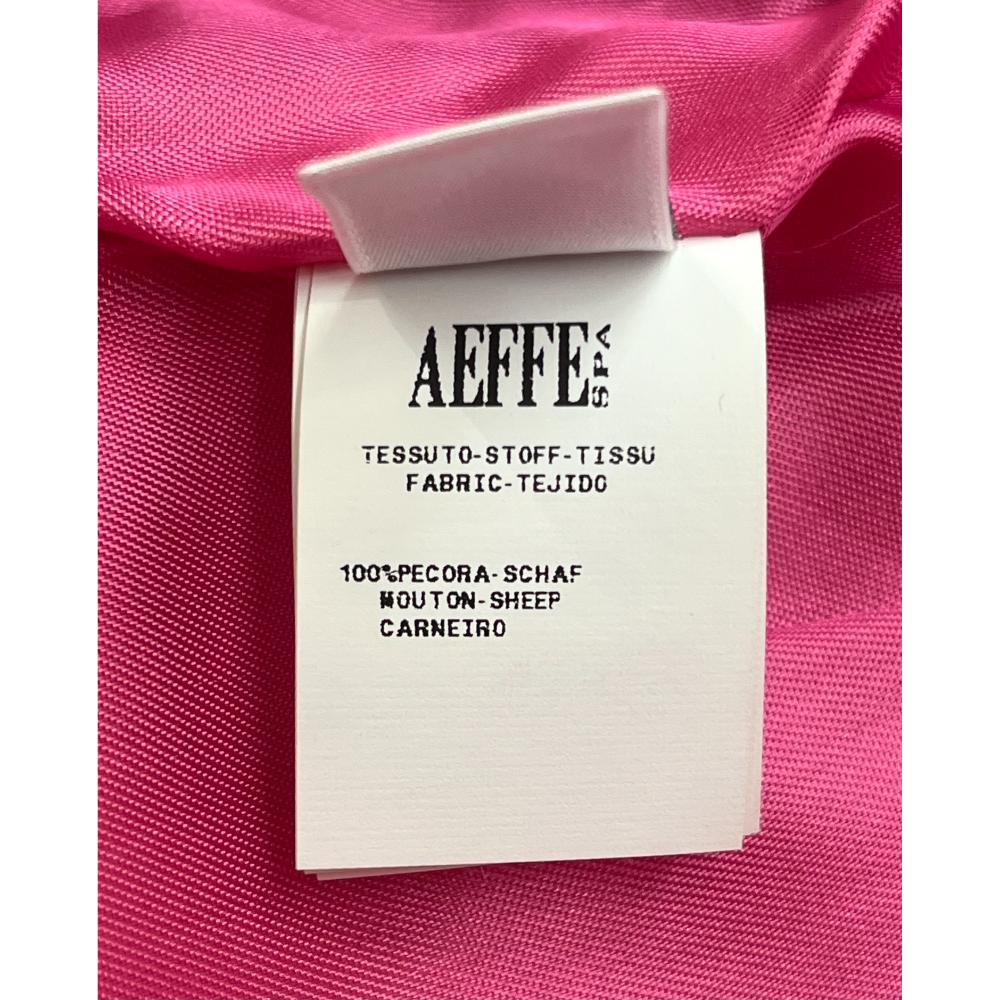 AEFFE SPA
TESSUTO-STOFF-TISSU
FABRIC-TEJIDO
100%PECORA-SCHAF
MOUTON-SHEEP
CARNEIRO